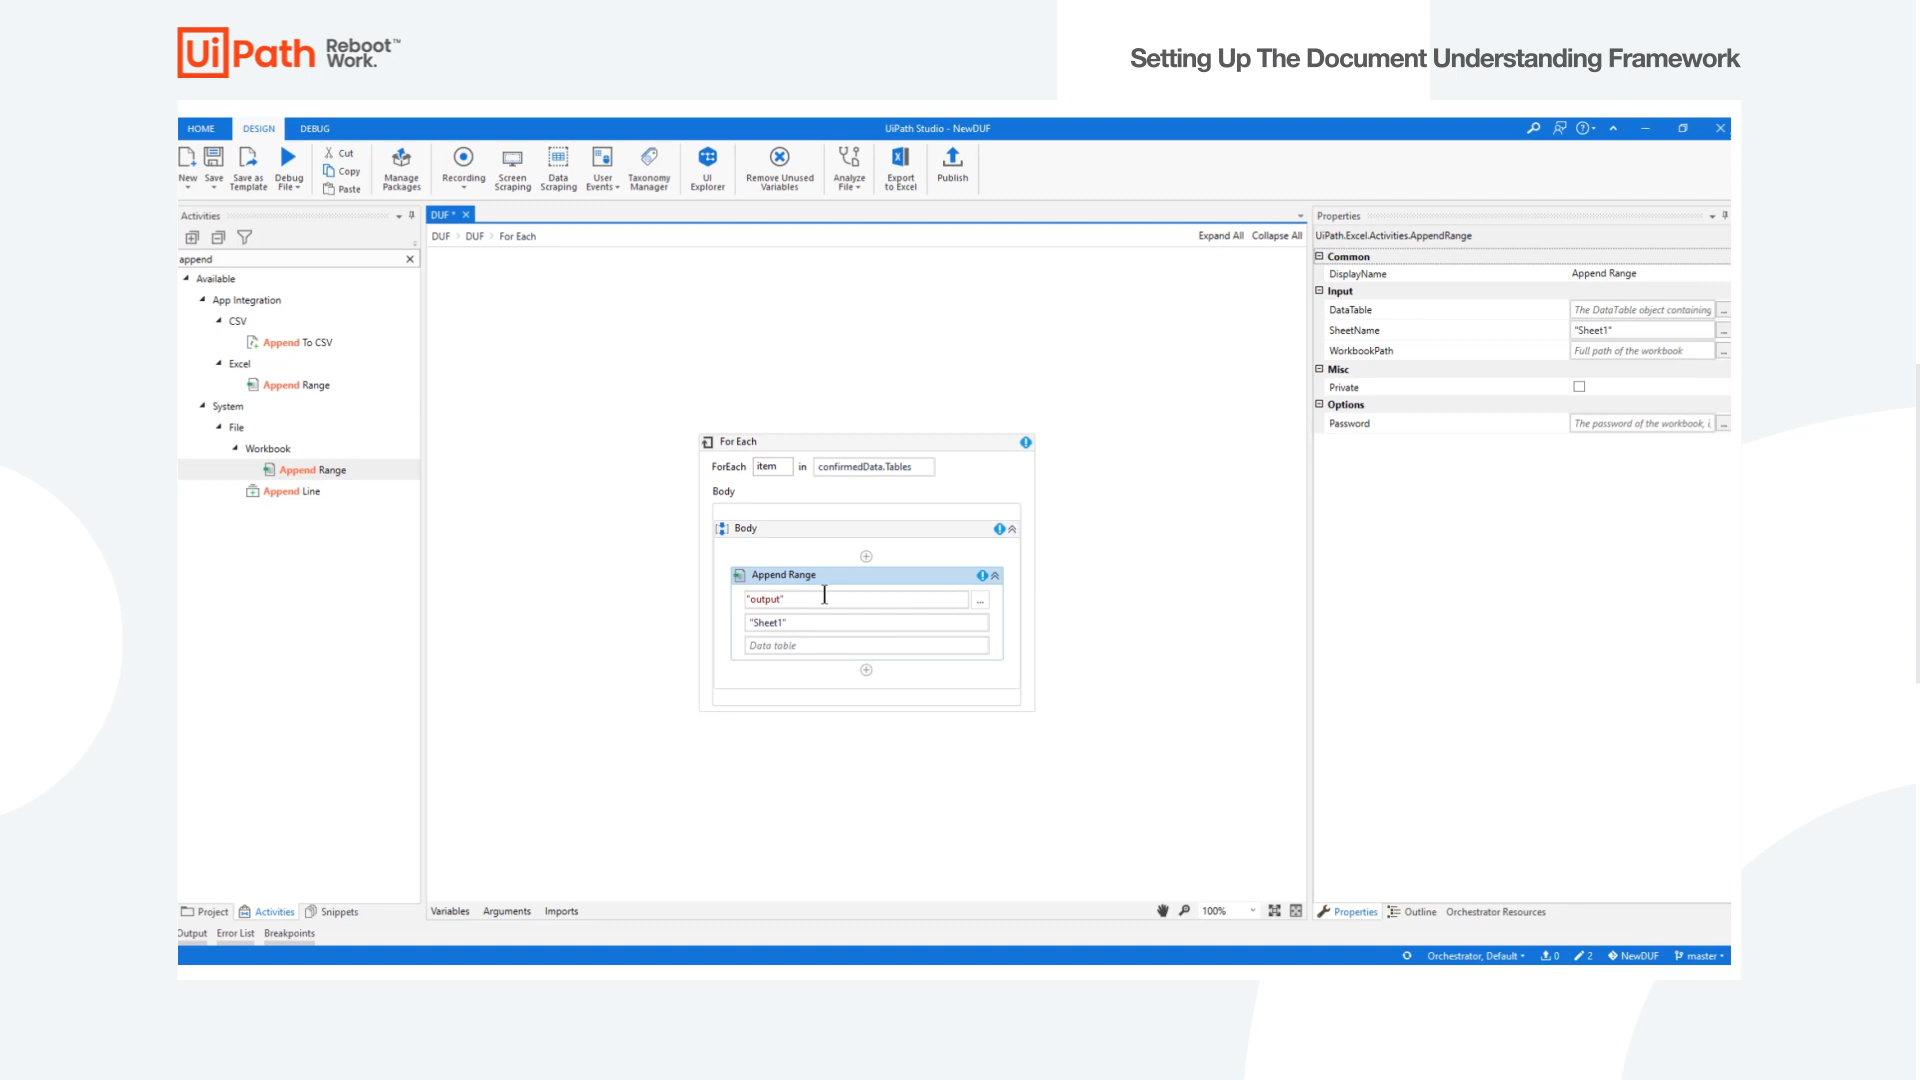 UiPath Reboot Work.™
Setting Up The Document Understanding Framework
HOME DESIGN DEBUG
UiPath Studio - NewDUF
New Save Save as Template Debug File
Cut
Copy
Paste
Manage Packages
Recording
Screen Scraping
Data Scraping
User Events
Taxonomy Manager
UI Explorer
Remove Unused Variables
Analyze File
Export to Excel
Publish
Activities
append
Available
App Integration
CSV
Append To CSV
Excel
Append Range
System
File
Workbook
Append Range
Append Line
DUF *
DUF > DUF > For Each
Expand All Collapse All
For Each
ForEach item in confirmedData.Tables
Body
Body
Append Range
"output"
...
"Sheet1"
Data table
Properties
UiPath.Excel.Activities.AppendRange
Common
DisplayName Append Range
Input
DataTable The DataTable object containing ...
SheetName "Sheet1" ...
WorkbookPath Full path of the workbook ...
Misc
Private
Options
Password The password of the workbook, i ...
Project Activities Snippets
Variables Arguments Imports
100%
Properties Outline Orchestrator Resources
Output Error List Breakpoints
Orchestrator, Default 0 2 NewDUF master